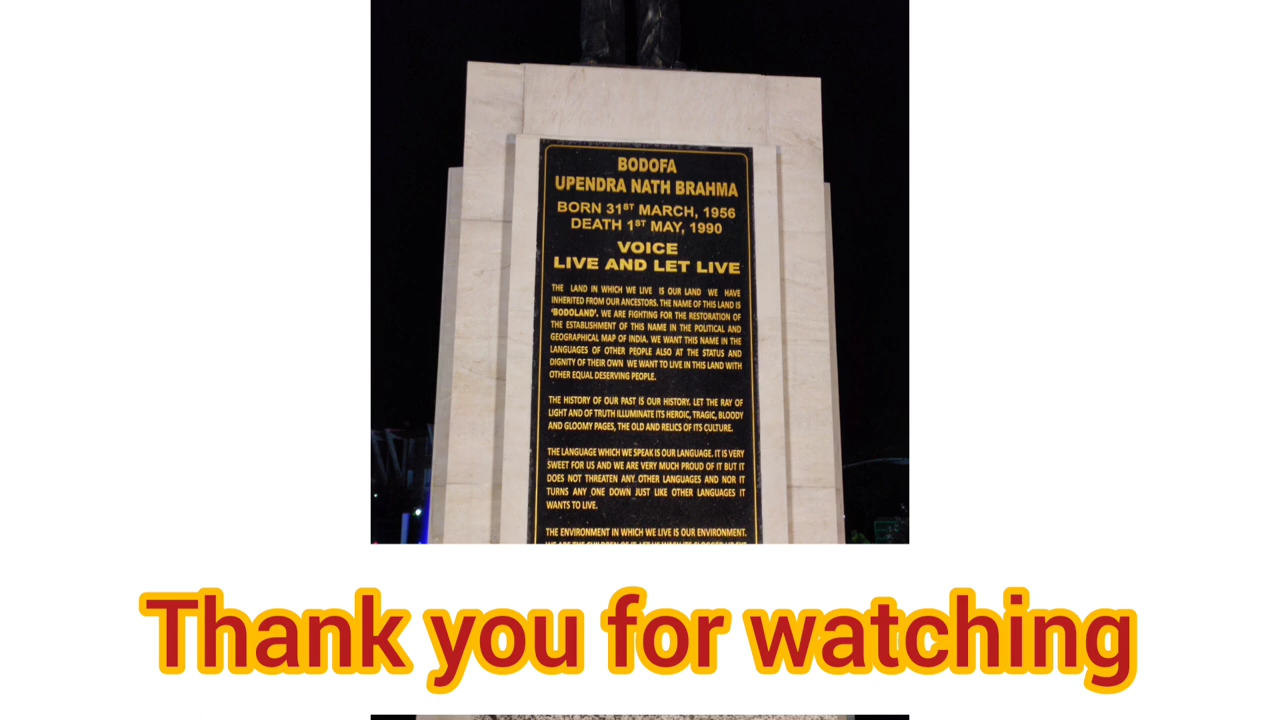 BODOFA
UPENDRA NATH BRAHMA
BORN 31ST MARCH, 1956
DEATH 1ST MAY, 1990
VOICE
LIVE AND LET LIVE
THE LAND IN WHICH WE LIVE IS OUR LAND WE HAVE
INHERITED FROM OUR ANCESTORS. THE NAME OF THIS LAND IS
'BODOLAND'. WE ARE FIGHTING FOR THE RESTORATION OF
THE ESTABLISHMENT OF THIS NAME IN THE POLITICAL AND
GEOGRAPHICAL MAP OF INDIA. WE WANT THIS NAME IN THE
LANGUAGES OF OTHER PEOPLE ALSO AT THE STATUS AND
DIGNITY OF THEIR OWN WE WANT TO LIVE IN THIS LAND WITH
OTHER EQUAL DESERVING PEOPLE.
THE HISTORY OF OUR PAST IS OUR HISTORY. LET THE RAY OF
LIGHT AND OF TRUTH ILLUMINATE ITS HEROIC, TRAGIC, BLOODY
AND GLOOMY PAGES, THE OLD AND RELICS OF ITS CULTURE.
THE LANGUAGE WHICH WE SPEAK IS OUR LANGUAGE. IT IS VERY
SWEET FOR US AND WE ARE VERY MUCH PROUD OF IT BUT IT
DOES NOT THREATEN ANY OTHER LANGUAGES AND NOR IT
TURNS ANY ONE DOWN JUST LIKE OTHER LANGUAGES IT
WANTS TO LIVE.
THE ENVIRONMENT IN WHICH WE LIVE IS OUR ENVIRONMENT.
Thank you for watching